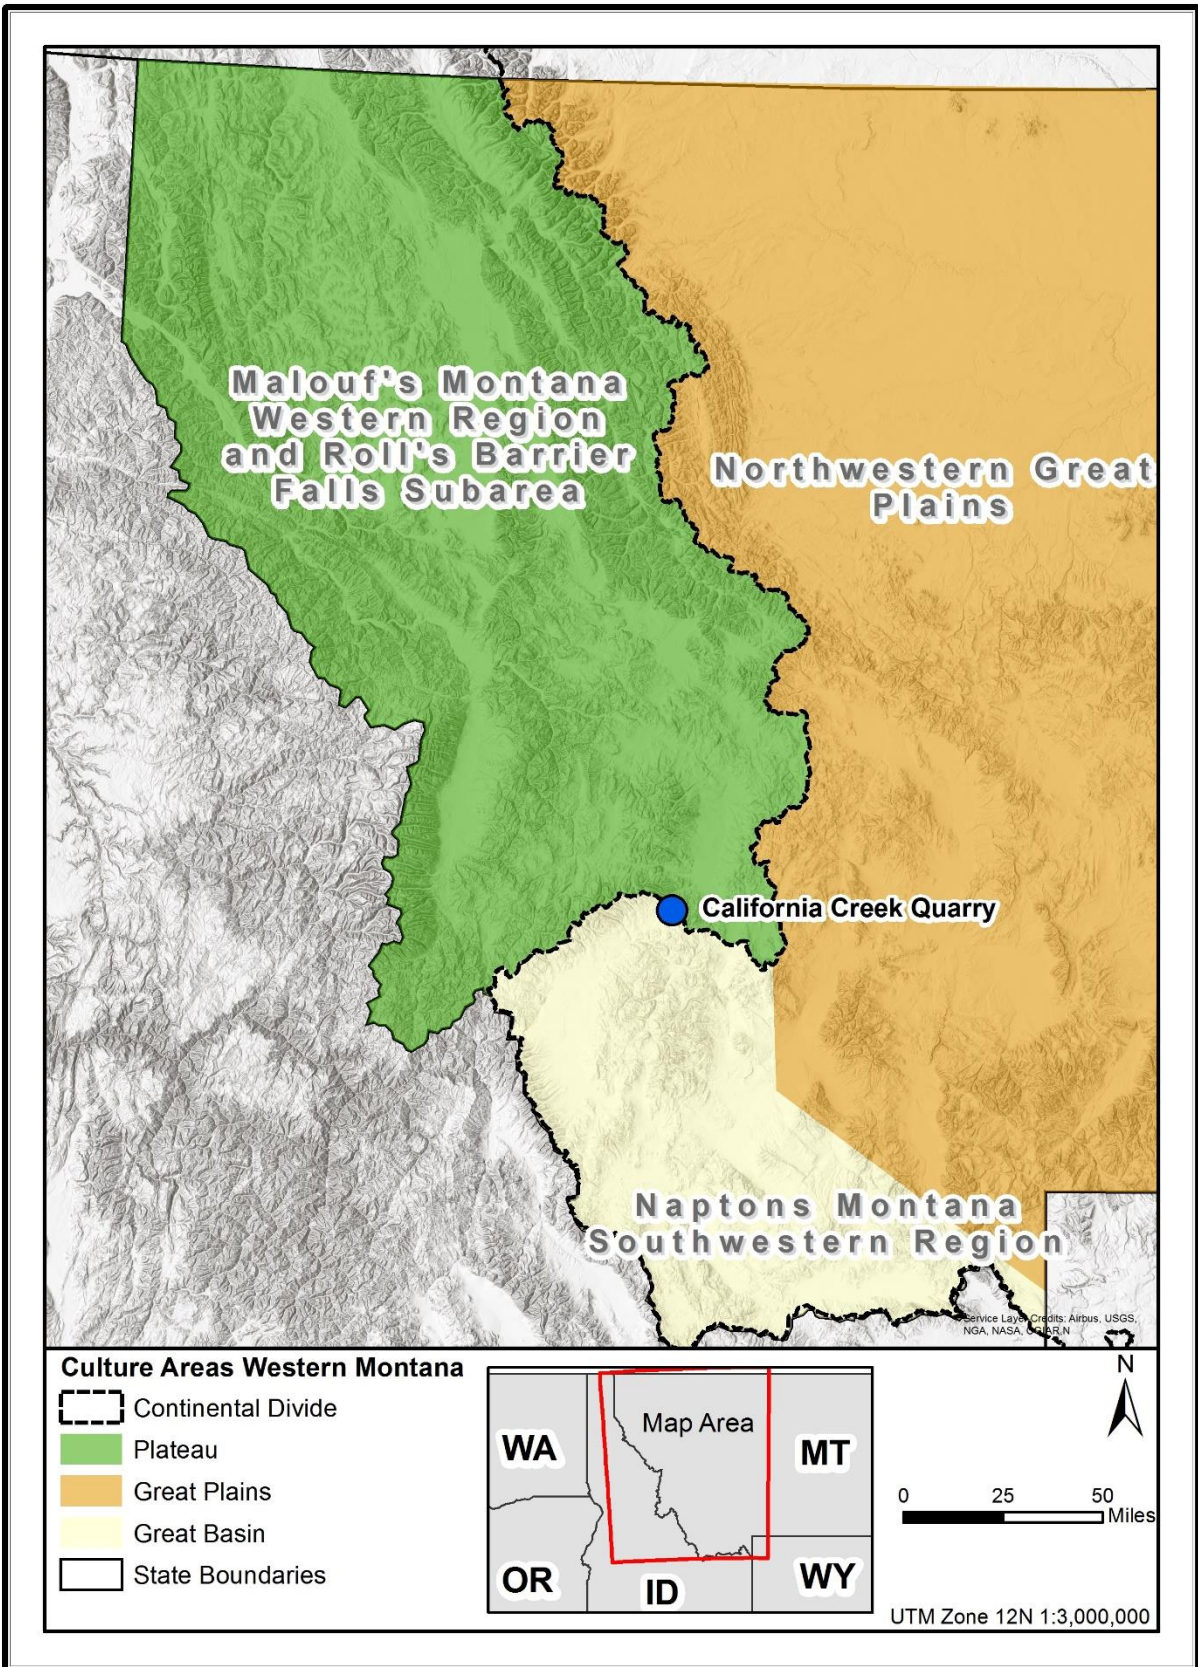 Malouf's Montana
Western Region
and Roll's Barrier
Falls Subarea
Northwestern Great
Plains
California Creek Quarry
Naptons Montana
Southwestern Region
Service Layer Credits: Airbus, USGS,
NGA, NASA, CGIAR,N
Culture Areas Western Montana
Continental Divide
Plateau
Great Plains
Great Basin
State Boundaries
WA
Map Area
MT
OR
ID
WY
N
0 25 50
Miles
UTM Zone 12N 1:3,000,000